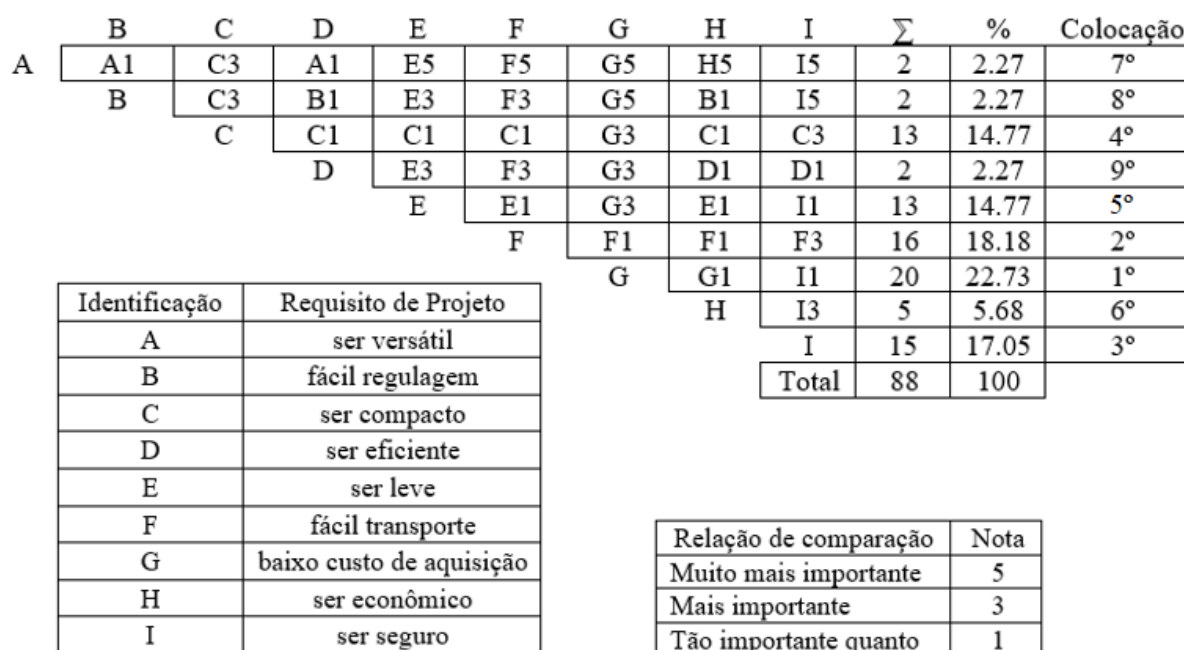 B C D E F G H I ∑ % Colocação
A A1 C3 A1 E5 F5 G5 H5 I5 2 2.27 7º
B C3 B1 E3 F3 G5 B1 I5 2 2.27 8º
C C1 C1 C1 G3 C1 C3 13 14.77 4º
D E3 F3 G3 D1 D1 2 2.27 9º
E E1 G3 E1 I1 13 14.77 5º
F F1 F1 F3 16 18.18 2º
G G1 I1 20 22.73 1º
H I3 5 5.68 6º
I 15 17.05 3º
Total 88 100
Identificação Requisito de Projeto
A ser versátil
B fácil regulagem
C ser compacto
D ser eficiente
E ser leve
F fácil transporte
G baixo custo de aquisição
H ser econômico
I ser seguro
Relação de comparação Nota
Muito mais importante 5
Mais importante 3
Tão importante quanto 1